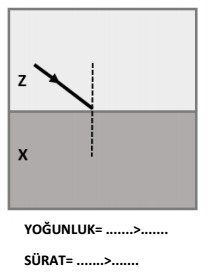 Z
X
YOĞUNLUK= .......>.......
SÜRAT= .......>.......